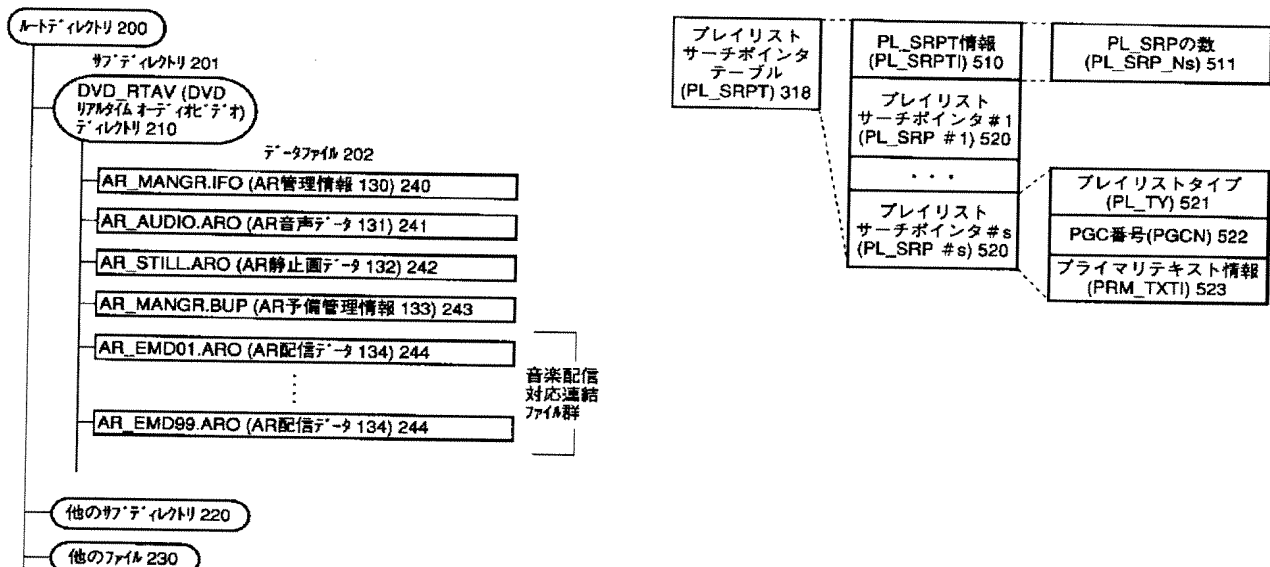 ルートディレクトリ 200
サブディレクトリ 201
DVD_RTAV (DVD
リアルタイム オーディオビデオ)
ディレクトリ 210
データファイル 202
AR_MANGR.IFO (AR管理情報 130) 240
AR_AUDIO.ARO (AR音声データ 131) 241
AR_STILL.ARO (AR静止画データ 132) 242
AR_MANGR.BUP (AR予備管理情報 133) 243
AR_EMD01.ARO (AR配信データ 134) 244
AR_EMD99.ARO (AR配信データ 134) 244
音楽配信
対応連結
ファイル群
他のサブディレクトリ 220
他のファイル 230
プレイリスト
サーチポインタ
テーブル
(PL_SRPT) 318
PL_SRPT情報
(PL_SRPTI) 510
プレイリスト
サーチポインタ#1
(PL_SRP #1) 520
・・・
プレイリスト
サーチポインタ#s
(PL_SRP #s) 520
PL_SRPの数
(PL_SRP_Ns) 511
プレイリストタイプ
(PL_TY) 521
PGC番号(PGCN) 522
プライマリテキスト情報
(PRM_TXTI) 523